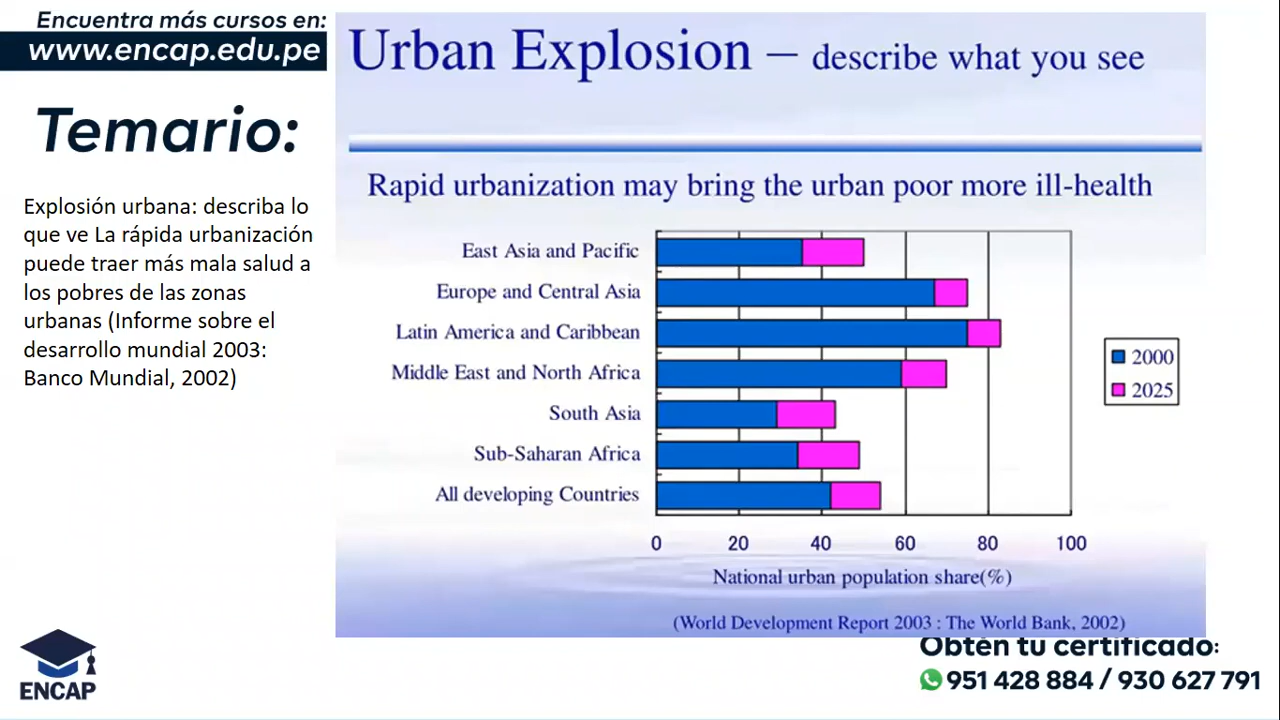 Encuentra más cursos en:
www.encap.edu.pe
Temario:
Explosión urbana: describa lo
que ve La rápida urbanización
puede traer más mala salud a
los pobres de las zonas
urbanas (Informe sobre el
desarrollo mundial 2003:
Banco Mundial, 2002)
ENCAP
Urban Explosion – describe what you see
Rapid urbanization may bring the urban poor more ill-health
East Asia and Pacific
Europe and Central Asia
Latin America and Caribbean
Middle East and North Africa
South Asia
Sub-Saharan Africa
All developing Countries
0 20 40 60 80 100
National urban population share(%)
2000
2025
(World Development Report 2003 : The World Bank, 2002)
Obtén tu certificado:
951 428 884 / 930 627 791